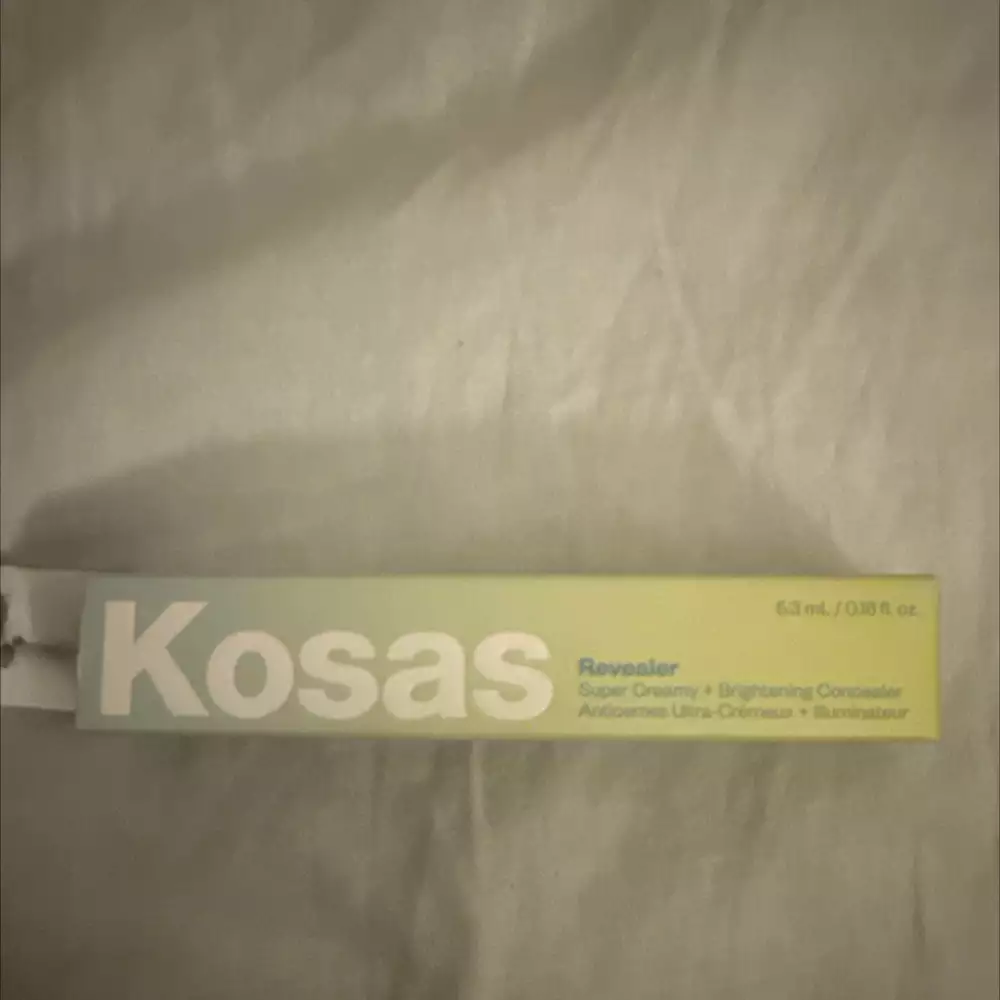 Kosas
6.3 mL / 0.18 fl. oz.
Revealer
Super Creamy + Brightening Concealer
Anticernes Ultra-Crémeux + Illuminateur